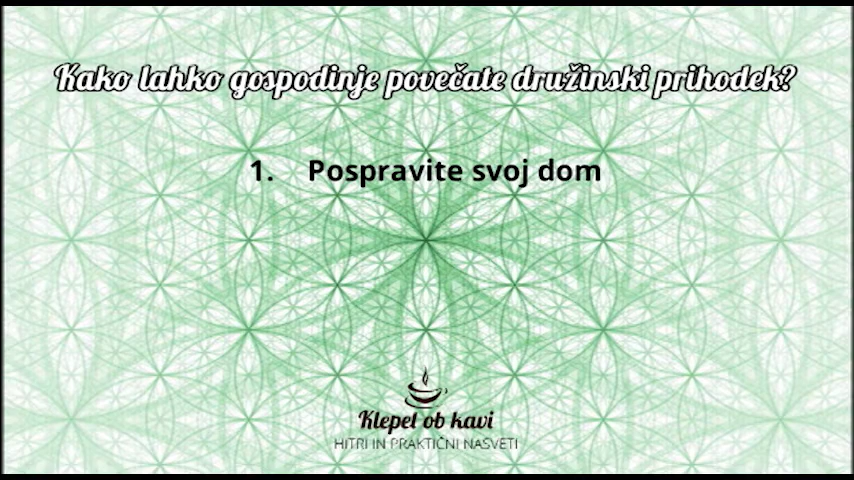 Kako lahko gospodinje povečate družinski prihodek?
1. Pospravite svoj dom
Klepet ob kavi
HITRI IN PRAKTIČNI NASVETI